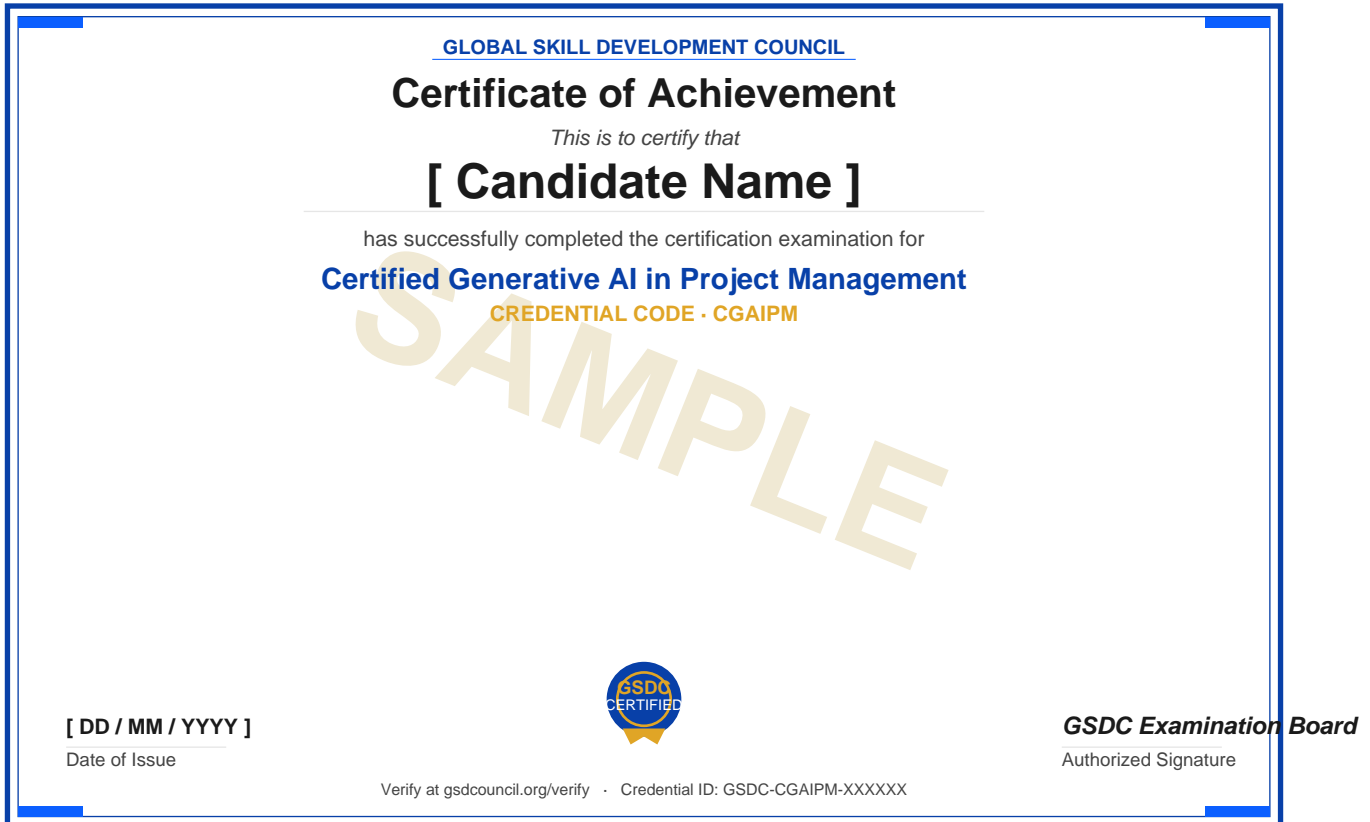 GLOBAL SKILL DEVELOPMENT COUNCIL
Certificate of Achievement
This is to certify that
[ Candidate Name ]
has successfully completed the certification examination for
Certified Generative AI in Project Management
CREDENTIAL CODE · CGAIPM
SAMPLE
GSDC
CERTIFIED
[ DD / MM / YYYY ]
Date of Issue
GSDC Examination Board
Authorized Signature
Verify at gsdcouncil.org/verify · Credential ID: GSDC-CGAIPM-XXXXXX